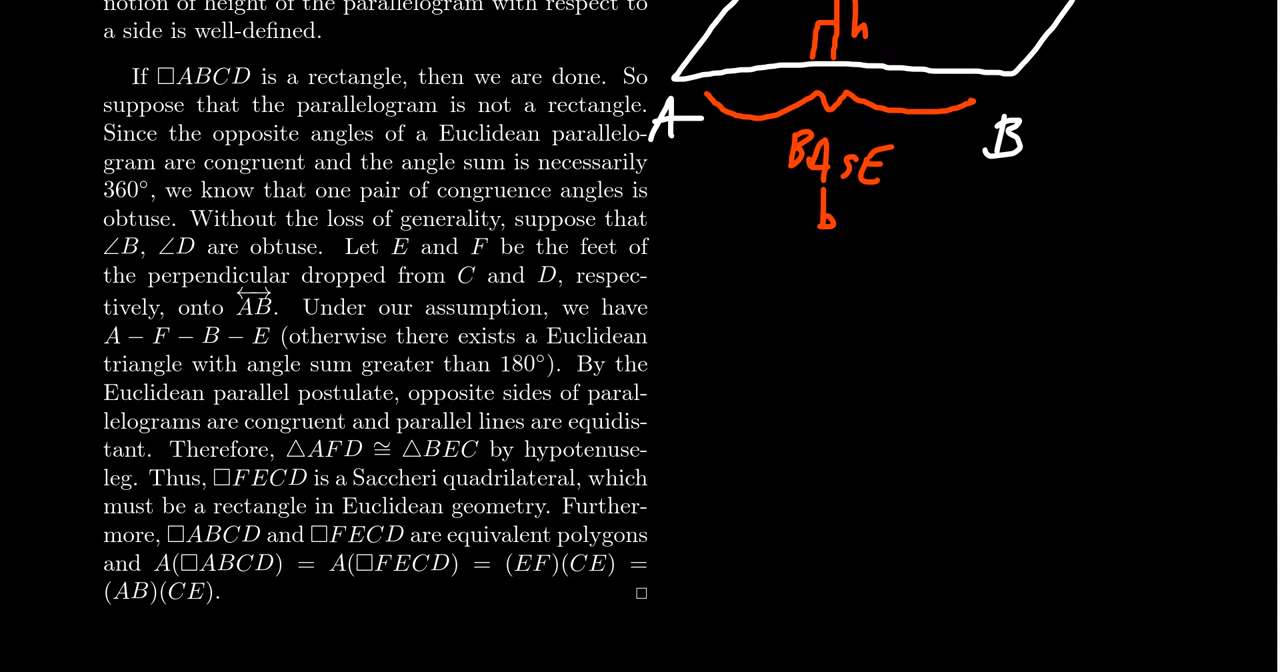 notion of height of the parallelogram with respect to
a side is well-defined.
If □ABCD is a rectangle, then we are done. So
suppose that the parallelogram is not a rectangle.
Since the opposite angles of a Euclidean parallelo-
gram are congruent and the angle sum is necessarily
360°, we know that one pair of congruence angles is
obtuse. Without the loss of generality, suppose that
∠B, ∠D are obtuse. Let E and F be the feet of
the perpendicular dropped from C and D, respec-
tively, onto \overleftrightarrow{AB}. Under our assumption, we have
A − F − B − E (otherwise there exists a Euclidean
triangle with angle sum greater than 180°). By the
Euclidean parallel postulate, opposite sides of paral-
lelograms are congruent and parallel lines are equidis-
tant. Therefore, △AFD ≅ △BEC by hypotenuse-
leg. Thus, □FECD is a Saccheri quadrilateral, which
must be a rectangle in Euclidean geometry. Further-
more, □ABCD and □FECD are equivalent polygons
and A(□ABCD) = A(□FECD) = (EF)(CE) =
(AB)(CE). □
h
A
B
BASE
b